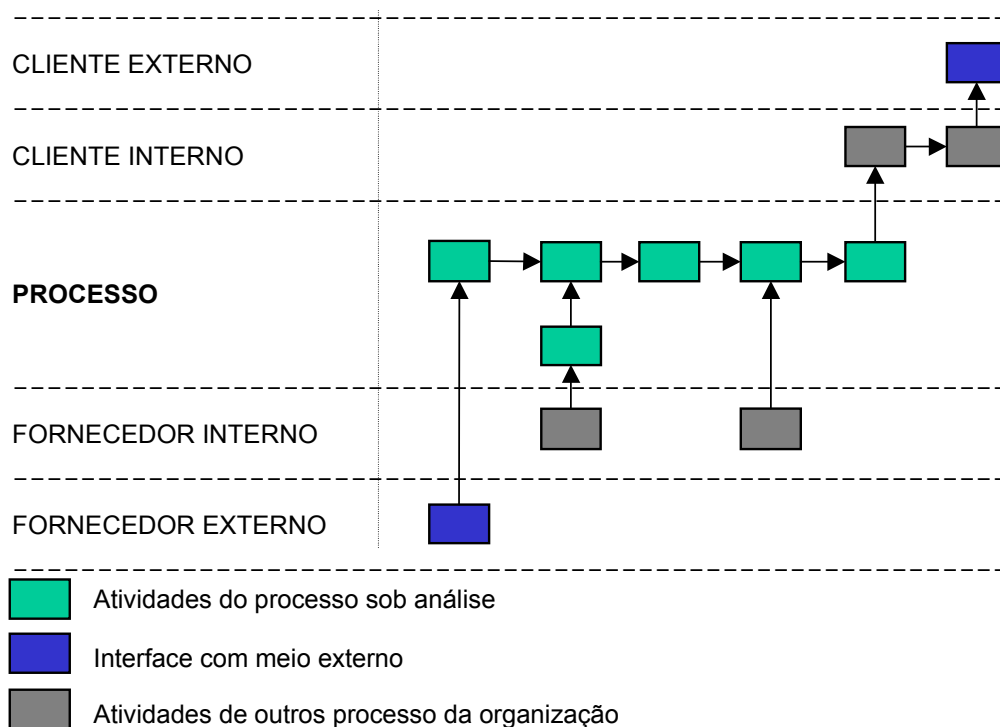 CLIENTE EXTERNO
CLIENTE INTERNO
PROCESSO
FORNECEDOR INTERNO
FORNECEDOR EXTERNO
Atividades do processo sob análise
Interface com meio externo
Atividades de outros processo da organização